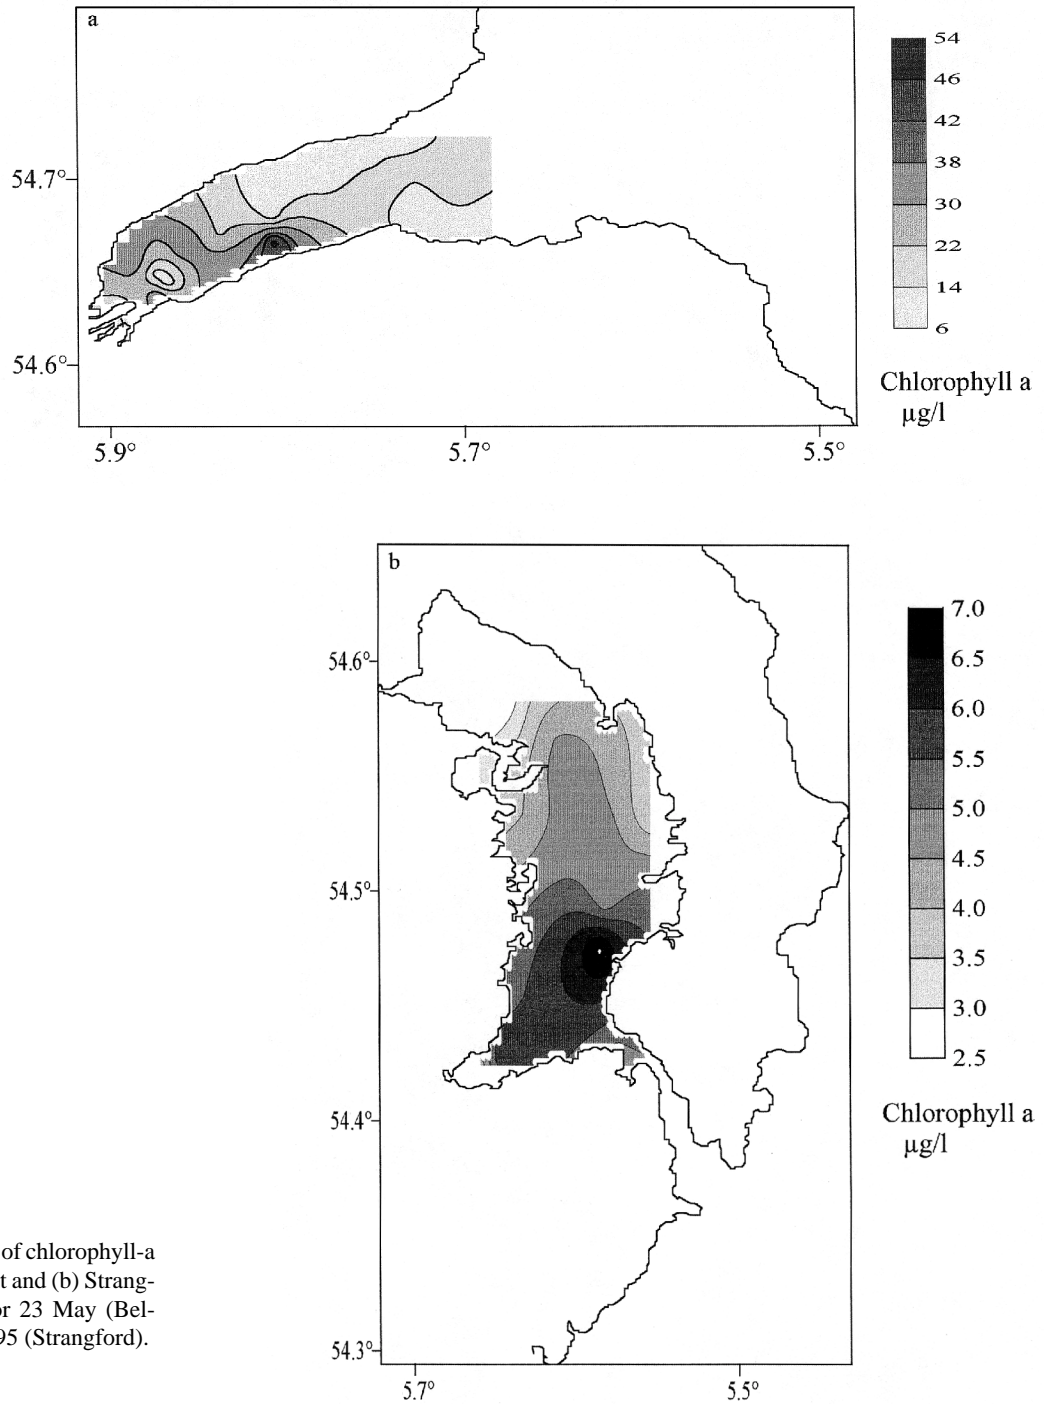 a
54.7°
54.6°
5.9°
5.7°
5.5°
54
46
42
38
30
22
14
6
Chlorophyll a
µg/l
b
54.6°
54.5°
54.4°
54.3°
5.7°
5.5°
7.0
6.5
6.0
5.5
5.0
4.5
4.0
3.5
3.0
2.5
Chlorophyll a
µg/l
of chlorophyll-a
t and (b) Strang-
or 23 May (Bel-
95 (Strangford).